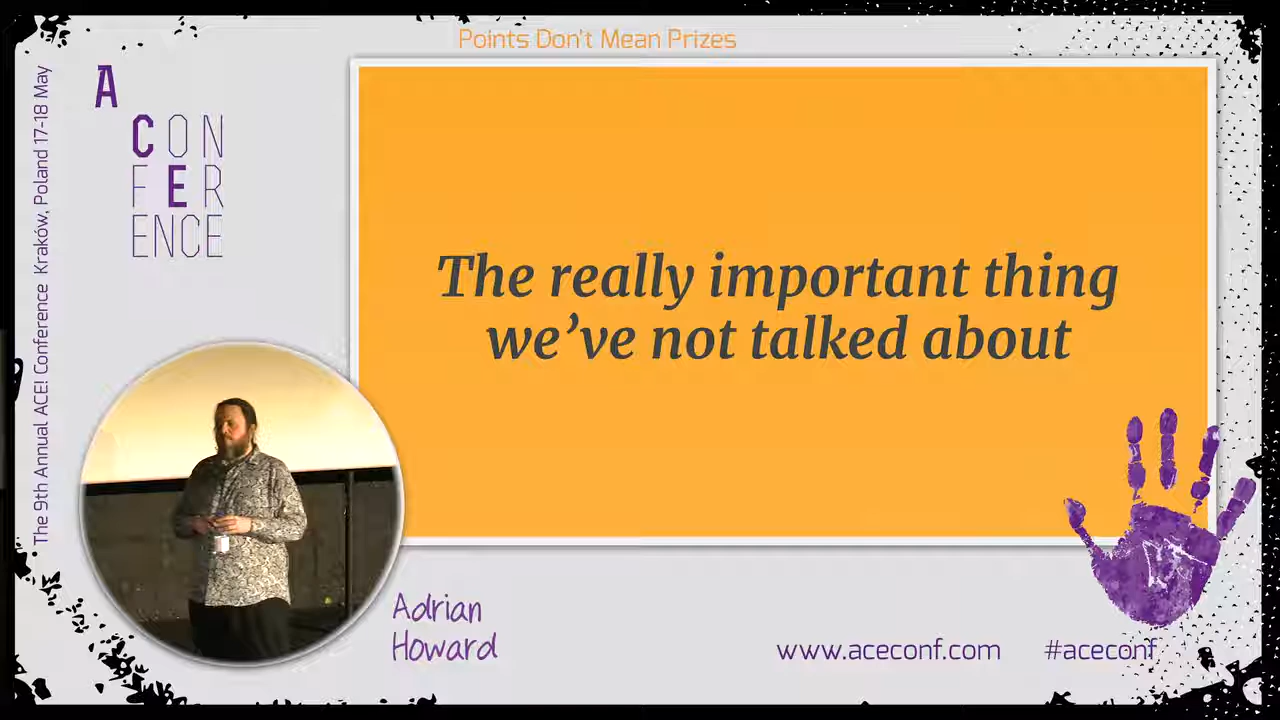 Points Don't Mean Prizes
The 9th Annual ACE! Conference Kraków, Poland 17-18 May
A
CON
FER
ENCE
The really important thing
we've not talked about
Adrian
Howard
www.aceconf.com #aceconf